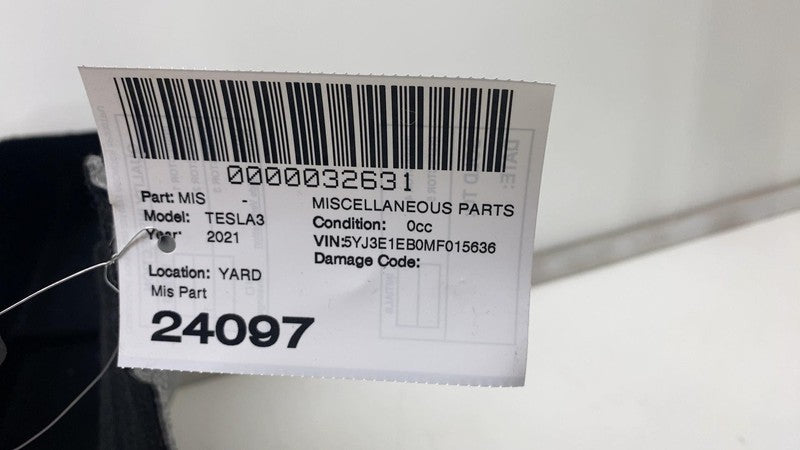 0000032631
Part: MIS - MISCELLANEOUS PARTS
Model: TESLA3 Condition: 0cc
Year: 2021 VIN:5YJ3E1EB0MF015636
Damage Code:
Location: YARD
Mis Part
24097